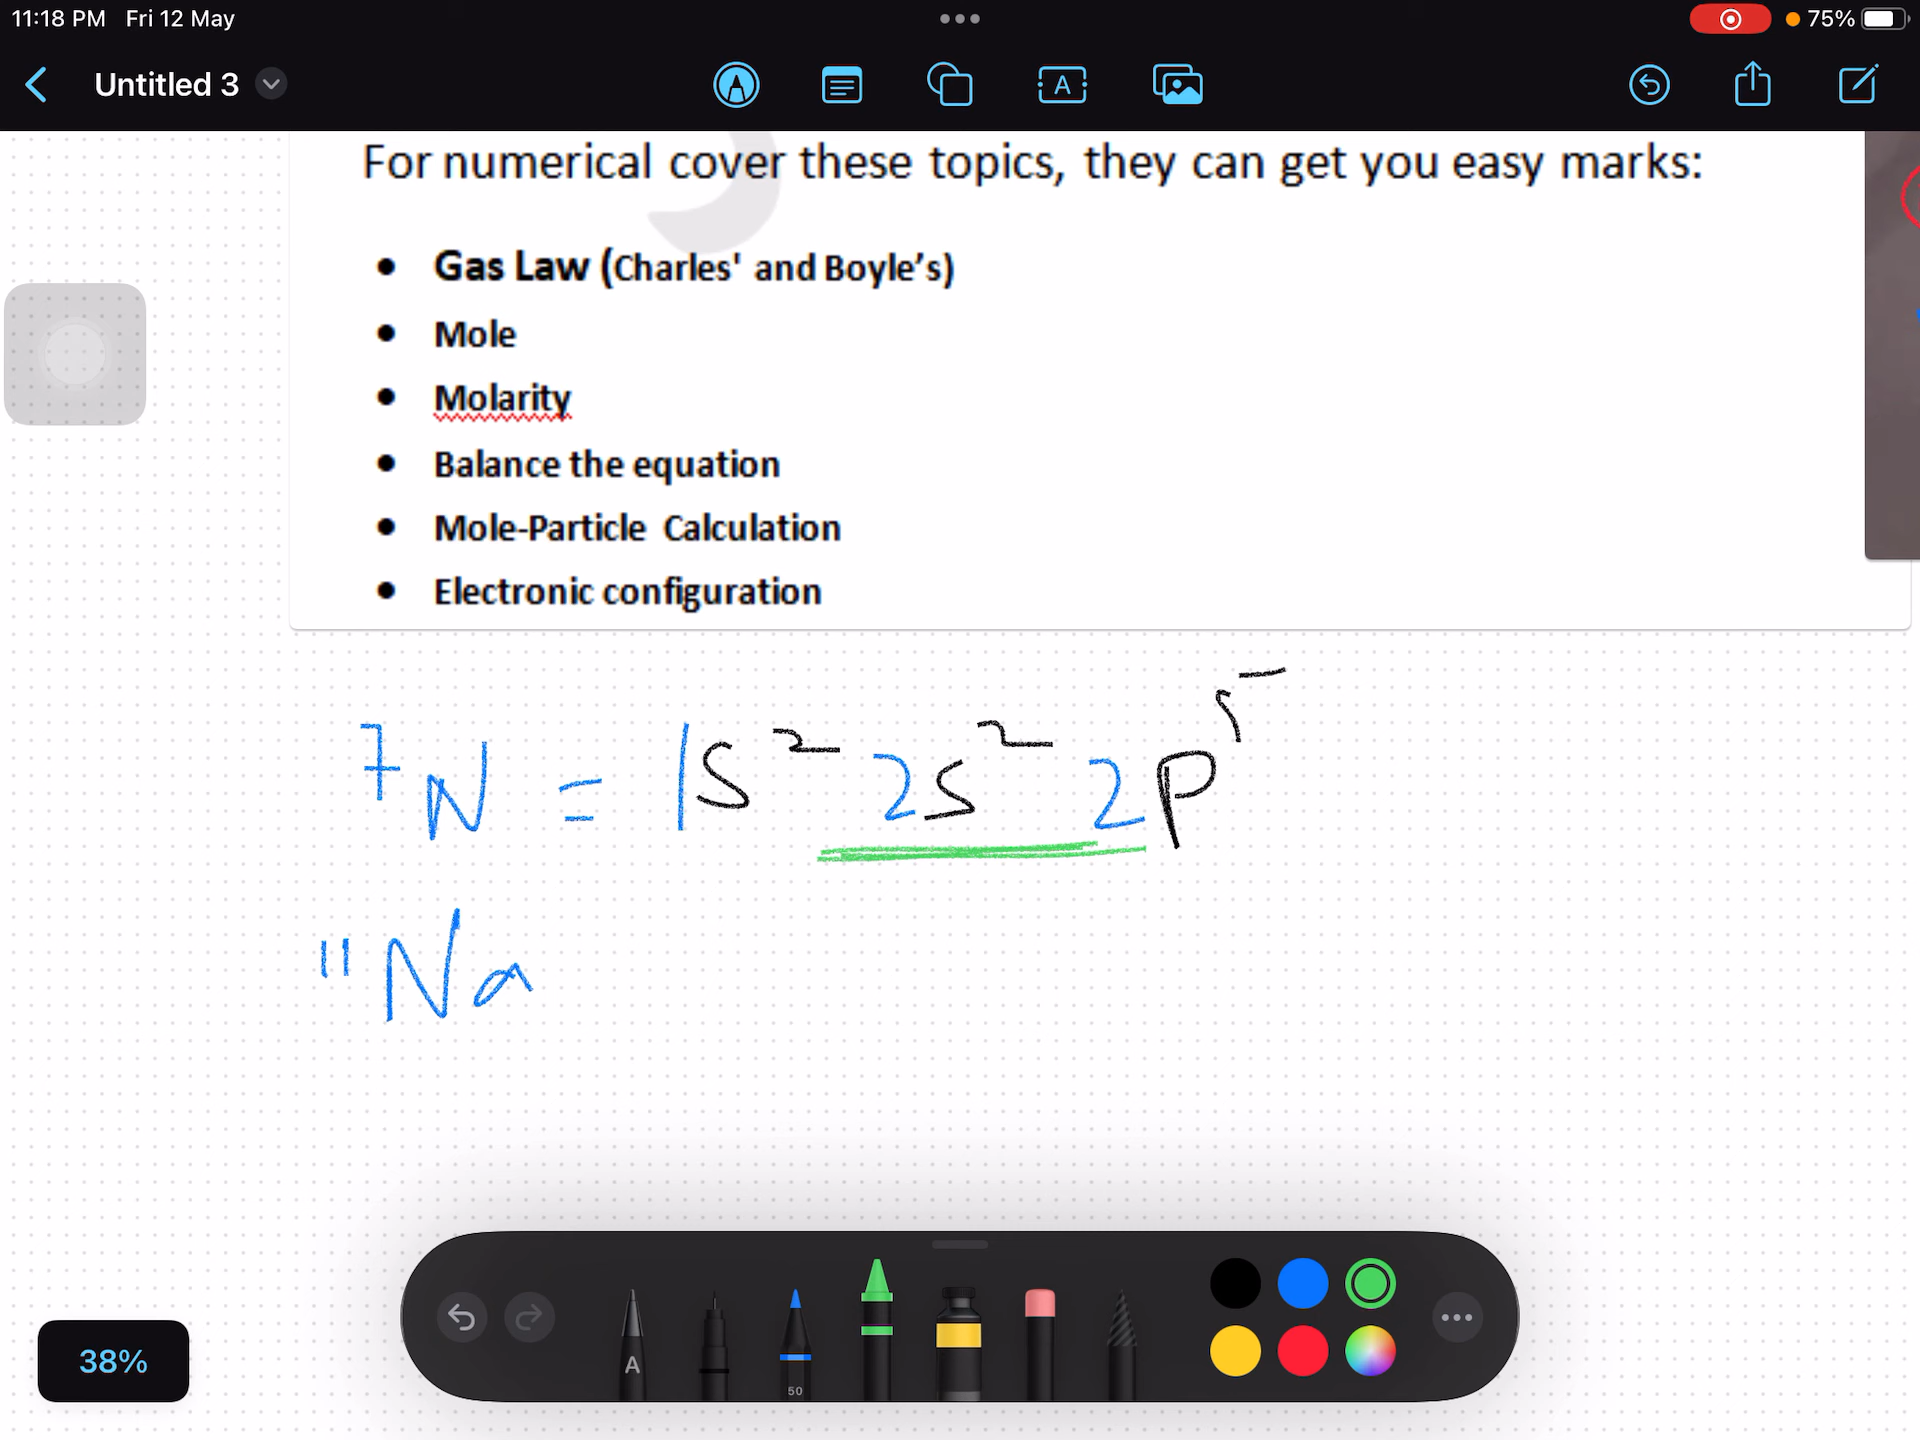 11:18 PM Fri 12 May
75%
Untitled 3
A
For numerical cover these topics, they can get you easy marks:
• Gas Law (Charles' and Boyle’s)
• Mole
• Molarity
• Balance the equation
• Mole-Particle Calculation
• Electronic configuration
⁷N = 1s² 2s² 2p⁵
¹¹Na
A
50
38%